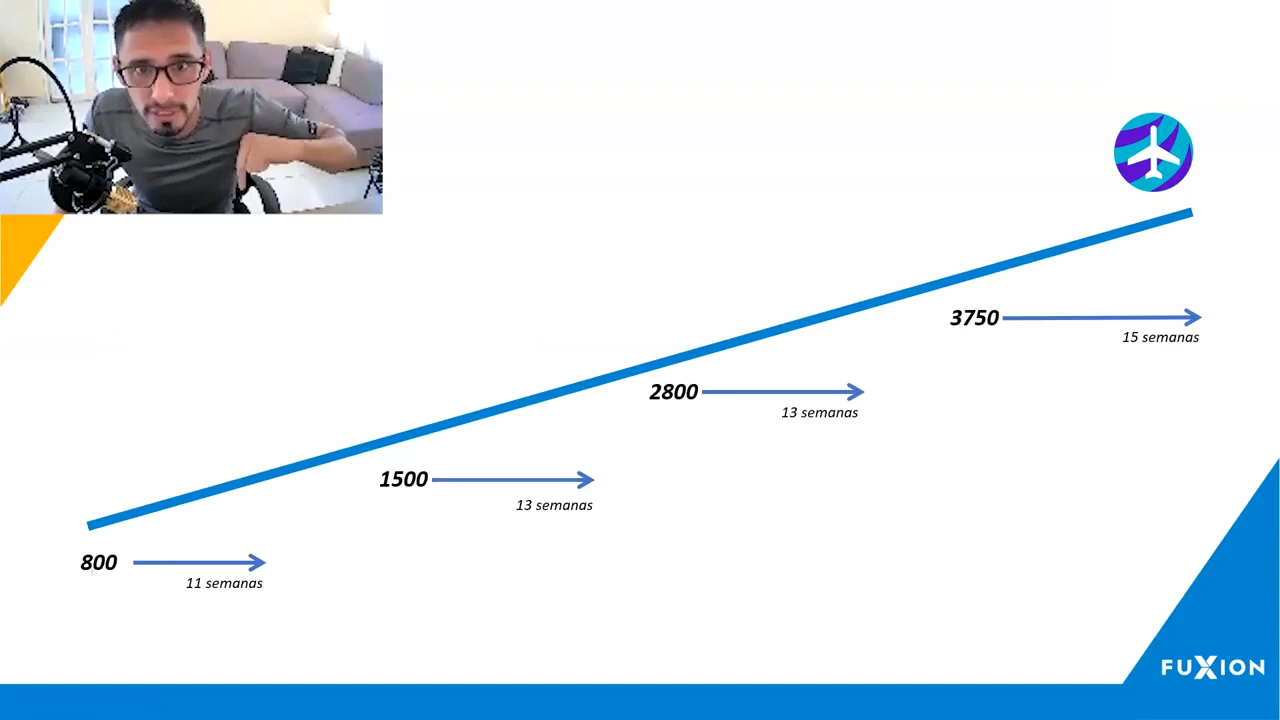 3750
15 semanas
2800
13 semanas
1500
13 semanas
800
11 semanas
FUXION